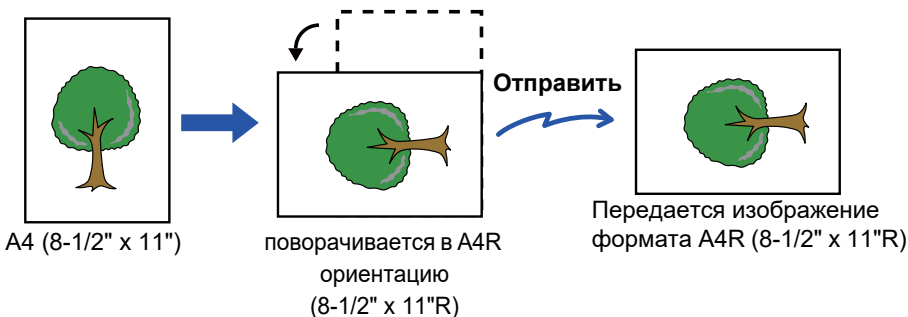 A4 (8-1/2" x 11")
поворачивается в A4R
ориентацию
(8-1/2" x 11"R)
Отправить
Передается изображение
формата A4R (8-1/2" x 11"R)